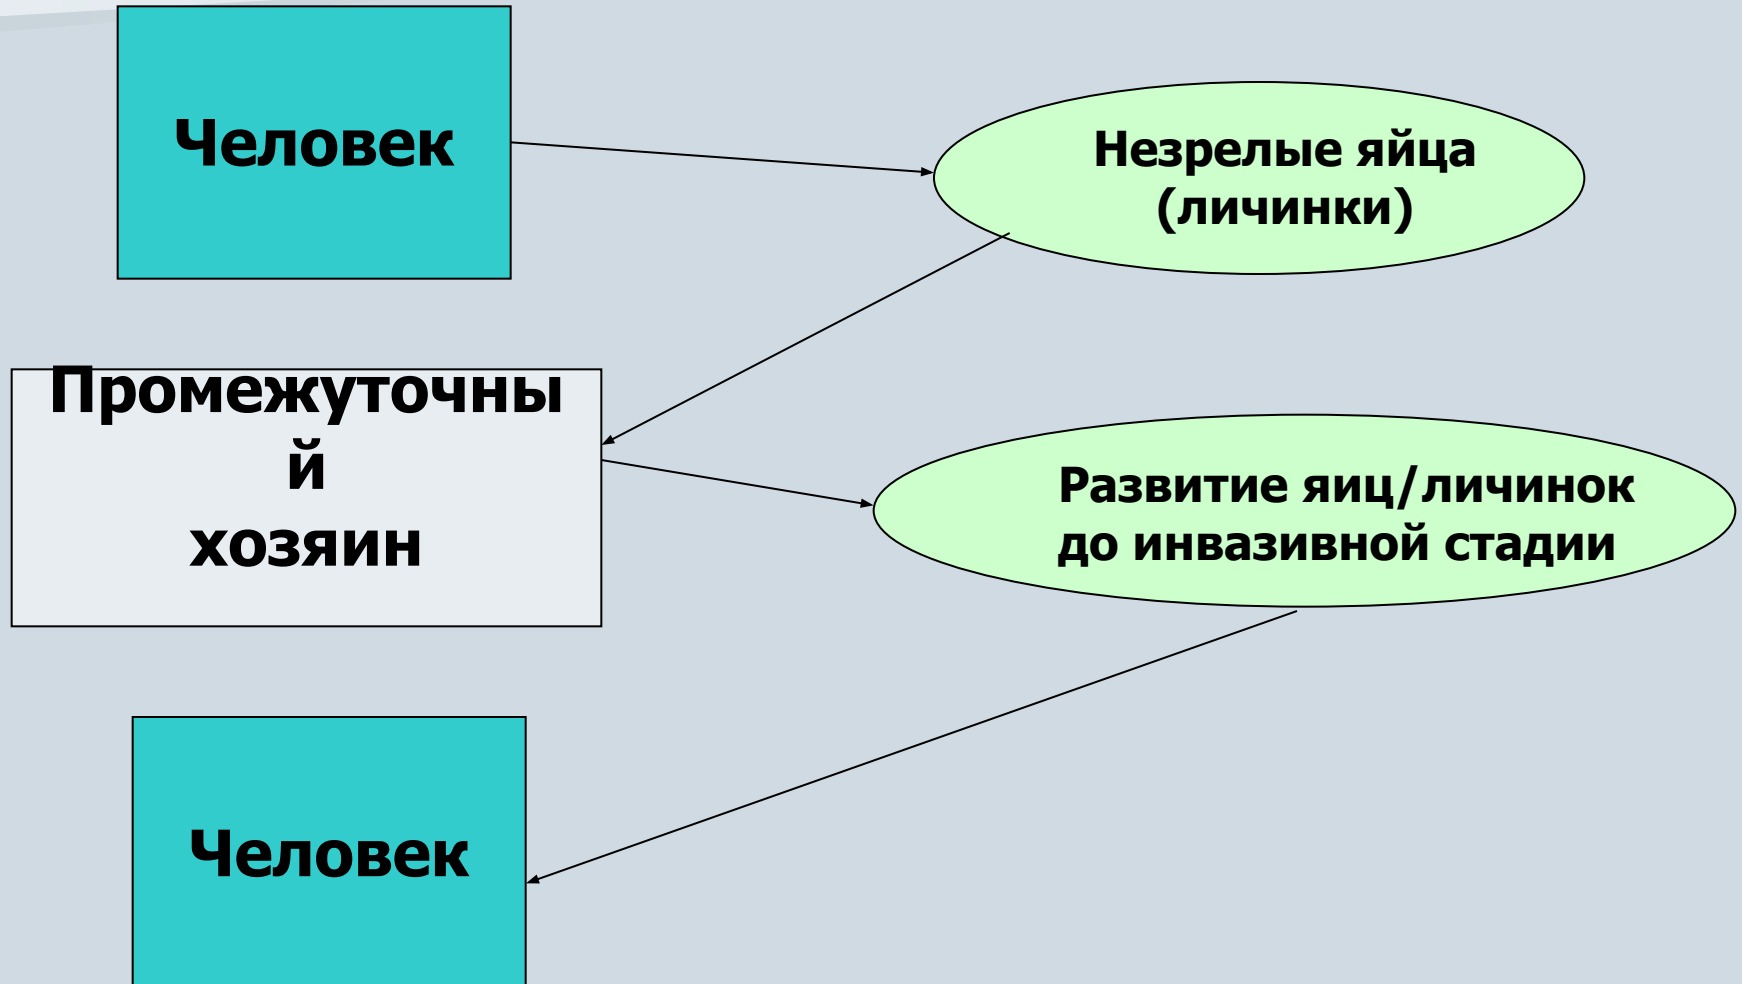 Человек
Незрелые яйца
(личинки)
Промежуточны
й
хозяин
Развитие яиц/личинок
до инвазивной стадии
Человек